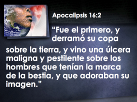 Apocalipsis 16:2
"Fue el primero, y
derramó su copa
sobre la tierra, y vino una úlcera
maligna y pestilente sobre los
hombres que tenían la marca
de la bestia, y que adoraban su
imagen."